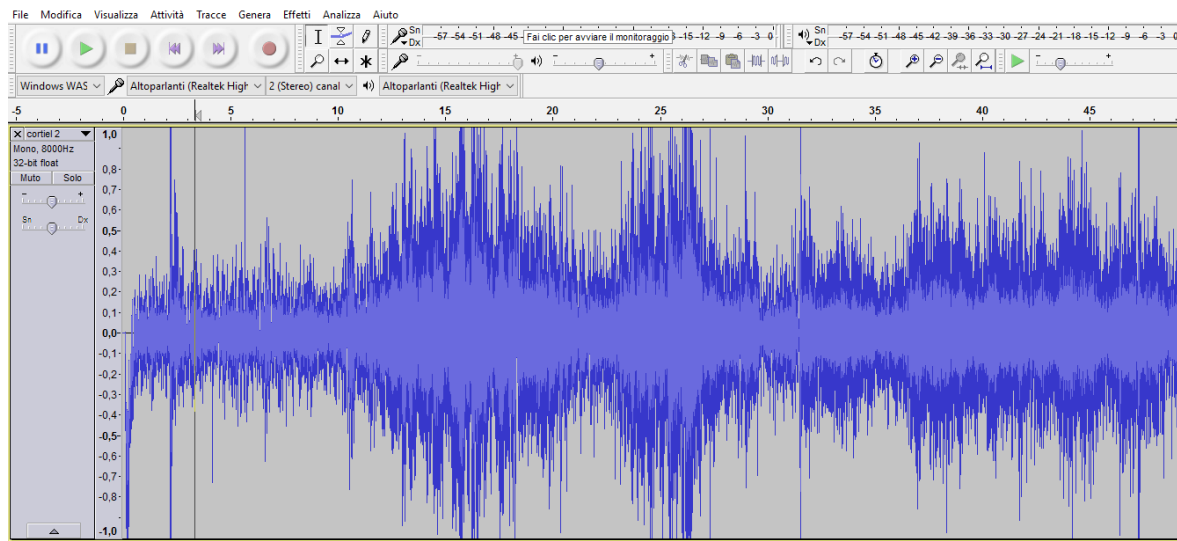 File Modifica Visualizza Attività Tracce Genera Effetti Analizza Aiuto
Sn Dx -57 -54 -51 -48 -45 - Fai clic per avviare il monitoraggio -15 -12 -9 -6 -3 0
Sn Dx -57 -54 -51 -48 -45 -42 -39 -36 -33 -30 -27 -24 -21 -18 -15 -12 -9 -6 -3 0
Windows WAS Altoparlanti (Realtek High 2 (Stereo) canal Altoparlanti (Realtek High
-5 0 5 10 15 20 25 30 35 40 45
cortiel 2
Mono, 8000Hz
32-bit float
Muto Solo
- +
Sn Dx
1,0
0,8
0,7
0,6
0,5
0,4
0,3
0,2
0,1
0,0
-0,1
-0,2
-0,3
-0,4
-0,5
-0,6
-0,7
-0,8
-1,0